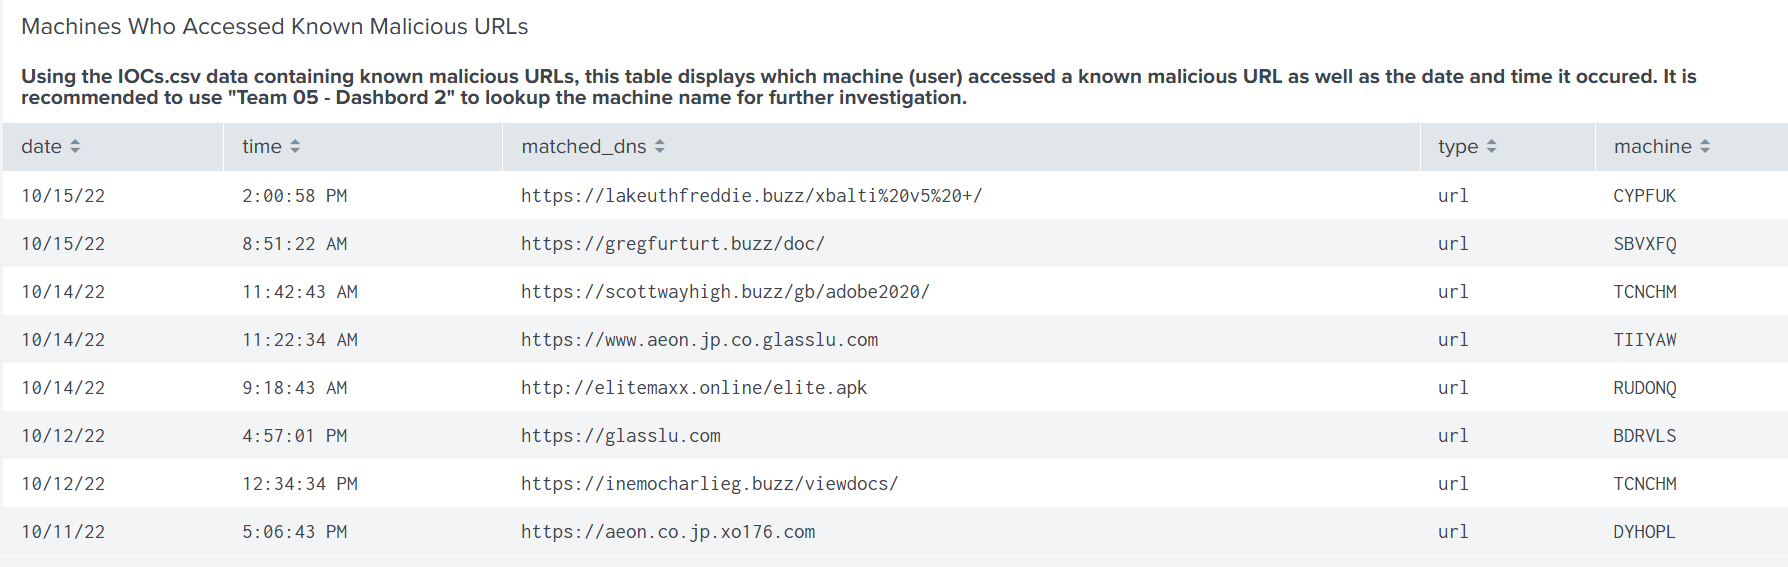 Machines Who Accessed Known Malicious URLs
Using the IOCs.csv data containing known malicious URLs, this table displays which machine (user) accessed a known malicious URL as well as the date and time it occured. It is
recommended to use "Team 05 - Dashbord 2" to lookup the machine name for further investigation.
date time matched_dns type machine
10/15/22 2:00:58 PM https://lakeuthfreddie.buzz/xbalti%20v5%20+/ url CYPFUK
10/15/22 8:51:22 AM https://gregfurturt.buzz/doc/ url SBVXFQ
10/14/22 11:42:43 AM https://scottwayhigh.buzz/gb/adobe2020/ url TCNCHM
10/14/22 11:22:34 AM https://www.aeon.jp.co.glasslu.com url TIIYAW
10/14/22 9:18:43 AM http://elitemaxx.online/elite.apk url RUDONQ
10/12/22 4:57:01 PM https://glasslu.com url BDRVLS
10/12/22 12:34:34 PM https://inemocharlieg.buzz/viewdocs/ url TCNCHM
10/11/22 5:06:43 PM https://aeon.co.jp.xo176.com url DYHOPL